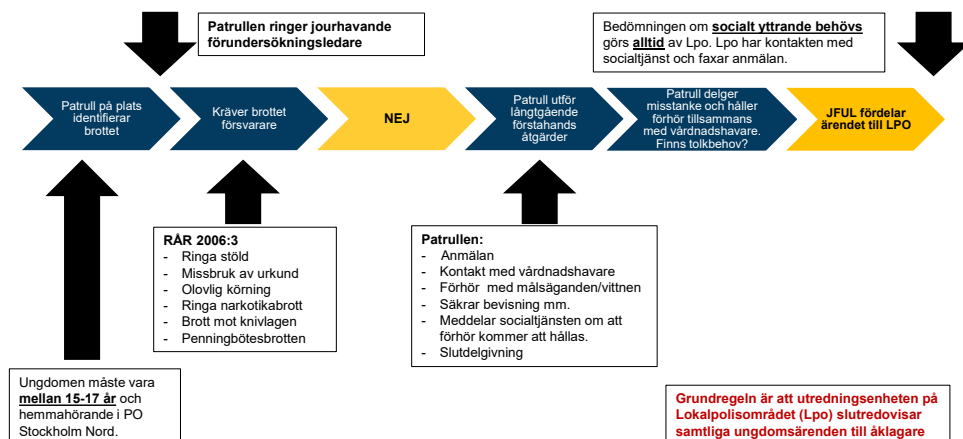 Patrullen ringer jourhavande
förundersökningsledare
Bedömningen om socialt yttrande behövs
görs alltid av Lpo. Lpo har kontakten med
socialtjänst och faxar anmälan.
Patrull på plats
identifierar
brottet
Kräver brottet
försvarare
NEJ
Patrull utför
långtgående
förstahands
åtgärder
Patrull delger
misstanke och håller
förhör tillsammans
med vårdnadshavare.
Finns tolkbehov?
JFUL fördelar
ärendet till LPO
RÅR 2006:3
- Ringa stöld
- Missbruk av urkund
- Olovlig körning
- Ringa narkotikabrott
- Brott mot knivlagen
- Penningbötesbrotten
Patrullen:
- Anmälan
- Kontakt med vårdnadshavare
- Förhör med målsäganden/vittnen
- Säkrar bevisning mm.
- Meddelar socialtjänsten om att
förhör kommer att hållas.
- Slutdelgivning
Ungdomen måste vara
mellan 15-17 år och
hemmahörande i PO
Stockholm Nord.
Grundregeln är att utredningsenheten på
Lokalpolisområdet (Lpo) slutredovisar
samtliga ungdomsärenden till åklagare